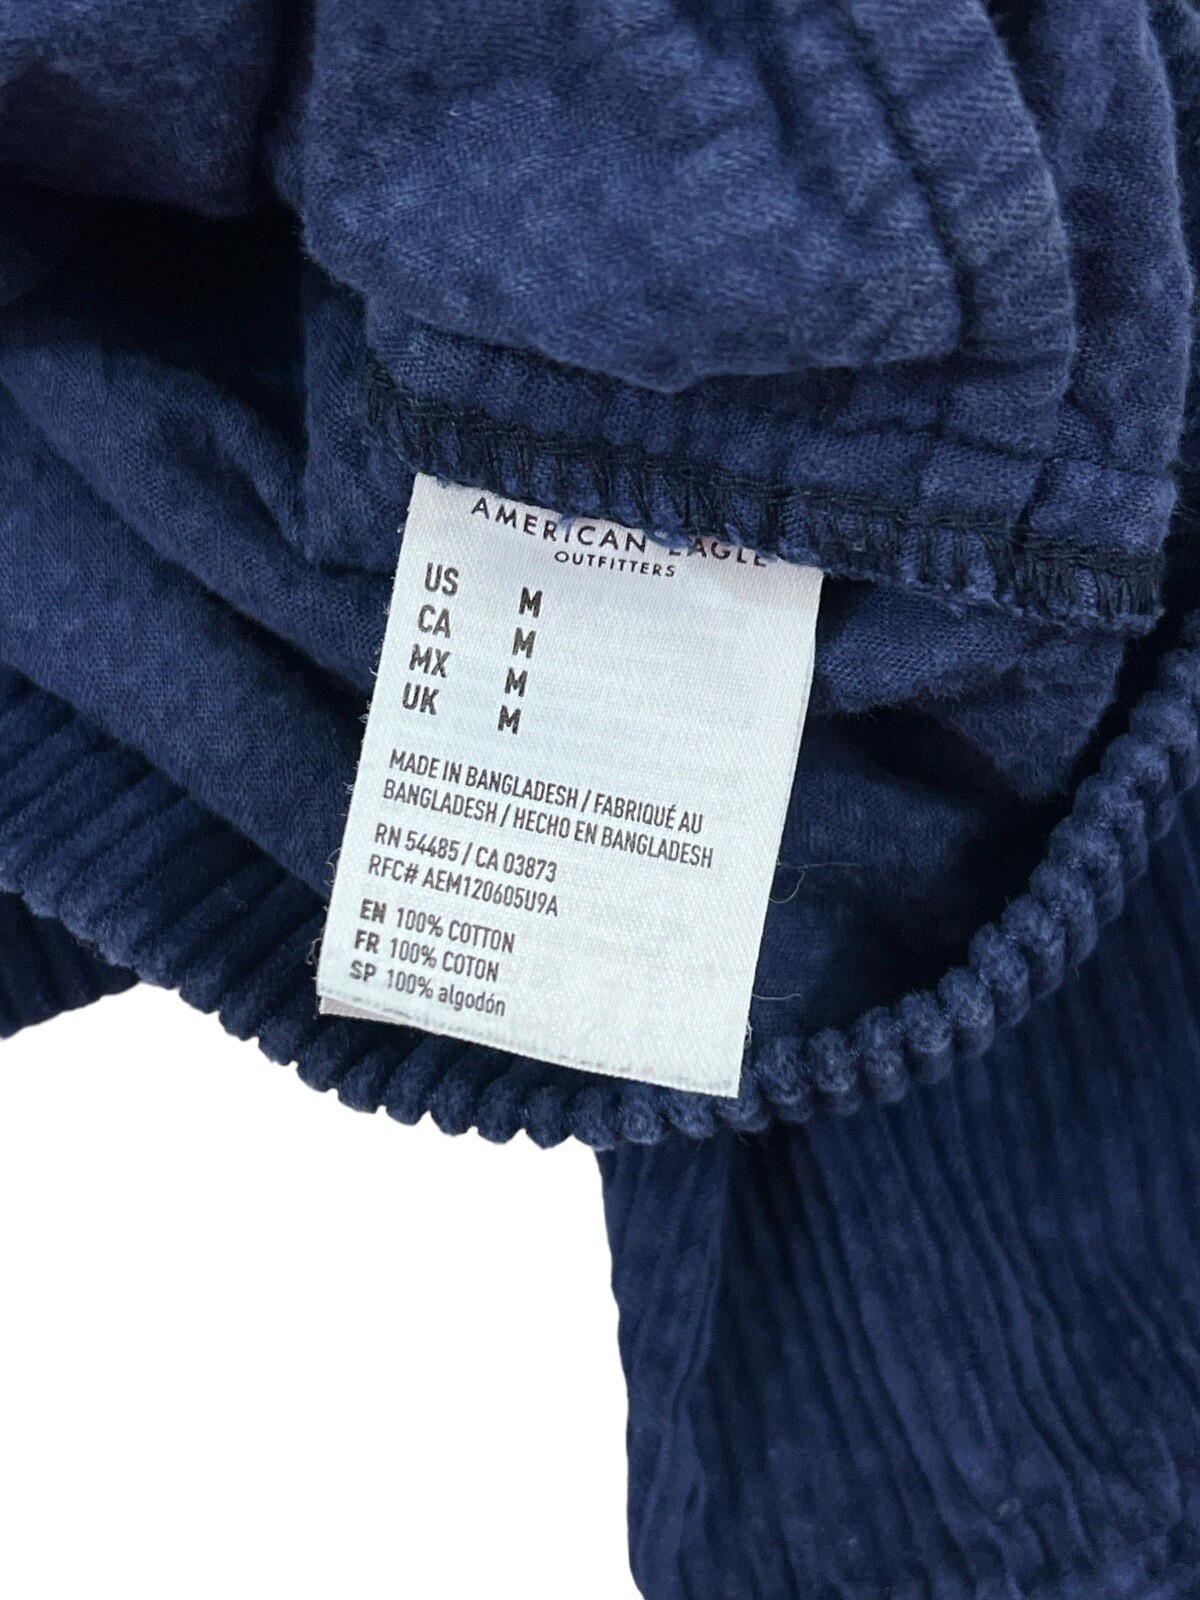 AMERICAN EAGLE
OUTFITTERS
US M
CA M
MX M
UK M
MADE IN BANGLADESH / FABRIQUÉ AU
BANGLADESH / HECHO EN BANGLADESH
RN 54485 / CA 03873
RFC# AEM120605U9A
EN 100% COTTON
FR 100% COTON
SP 100% algodón